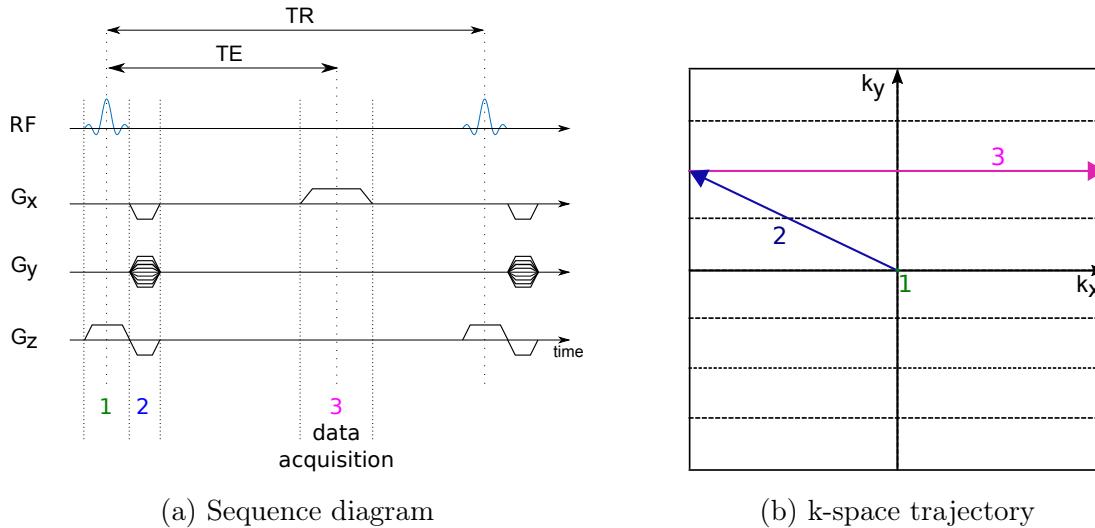 TR
TE
RF
Gx
Gy
Gz
time
1
2
3
data
acquisition
(a) Sequence diagram
ky
3
2
1
kx
(b) k-space trajectory